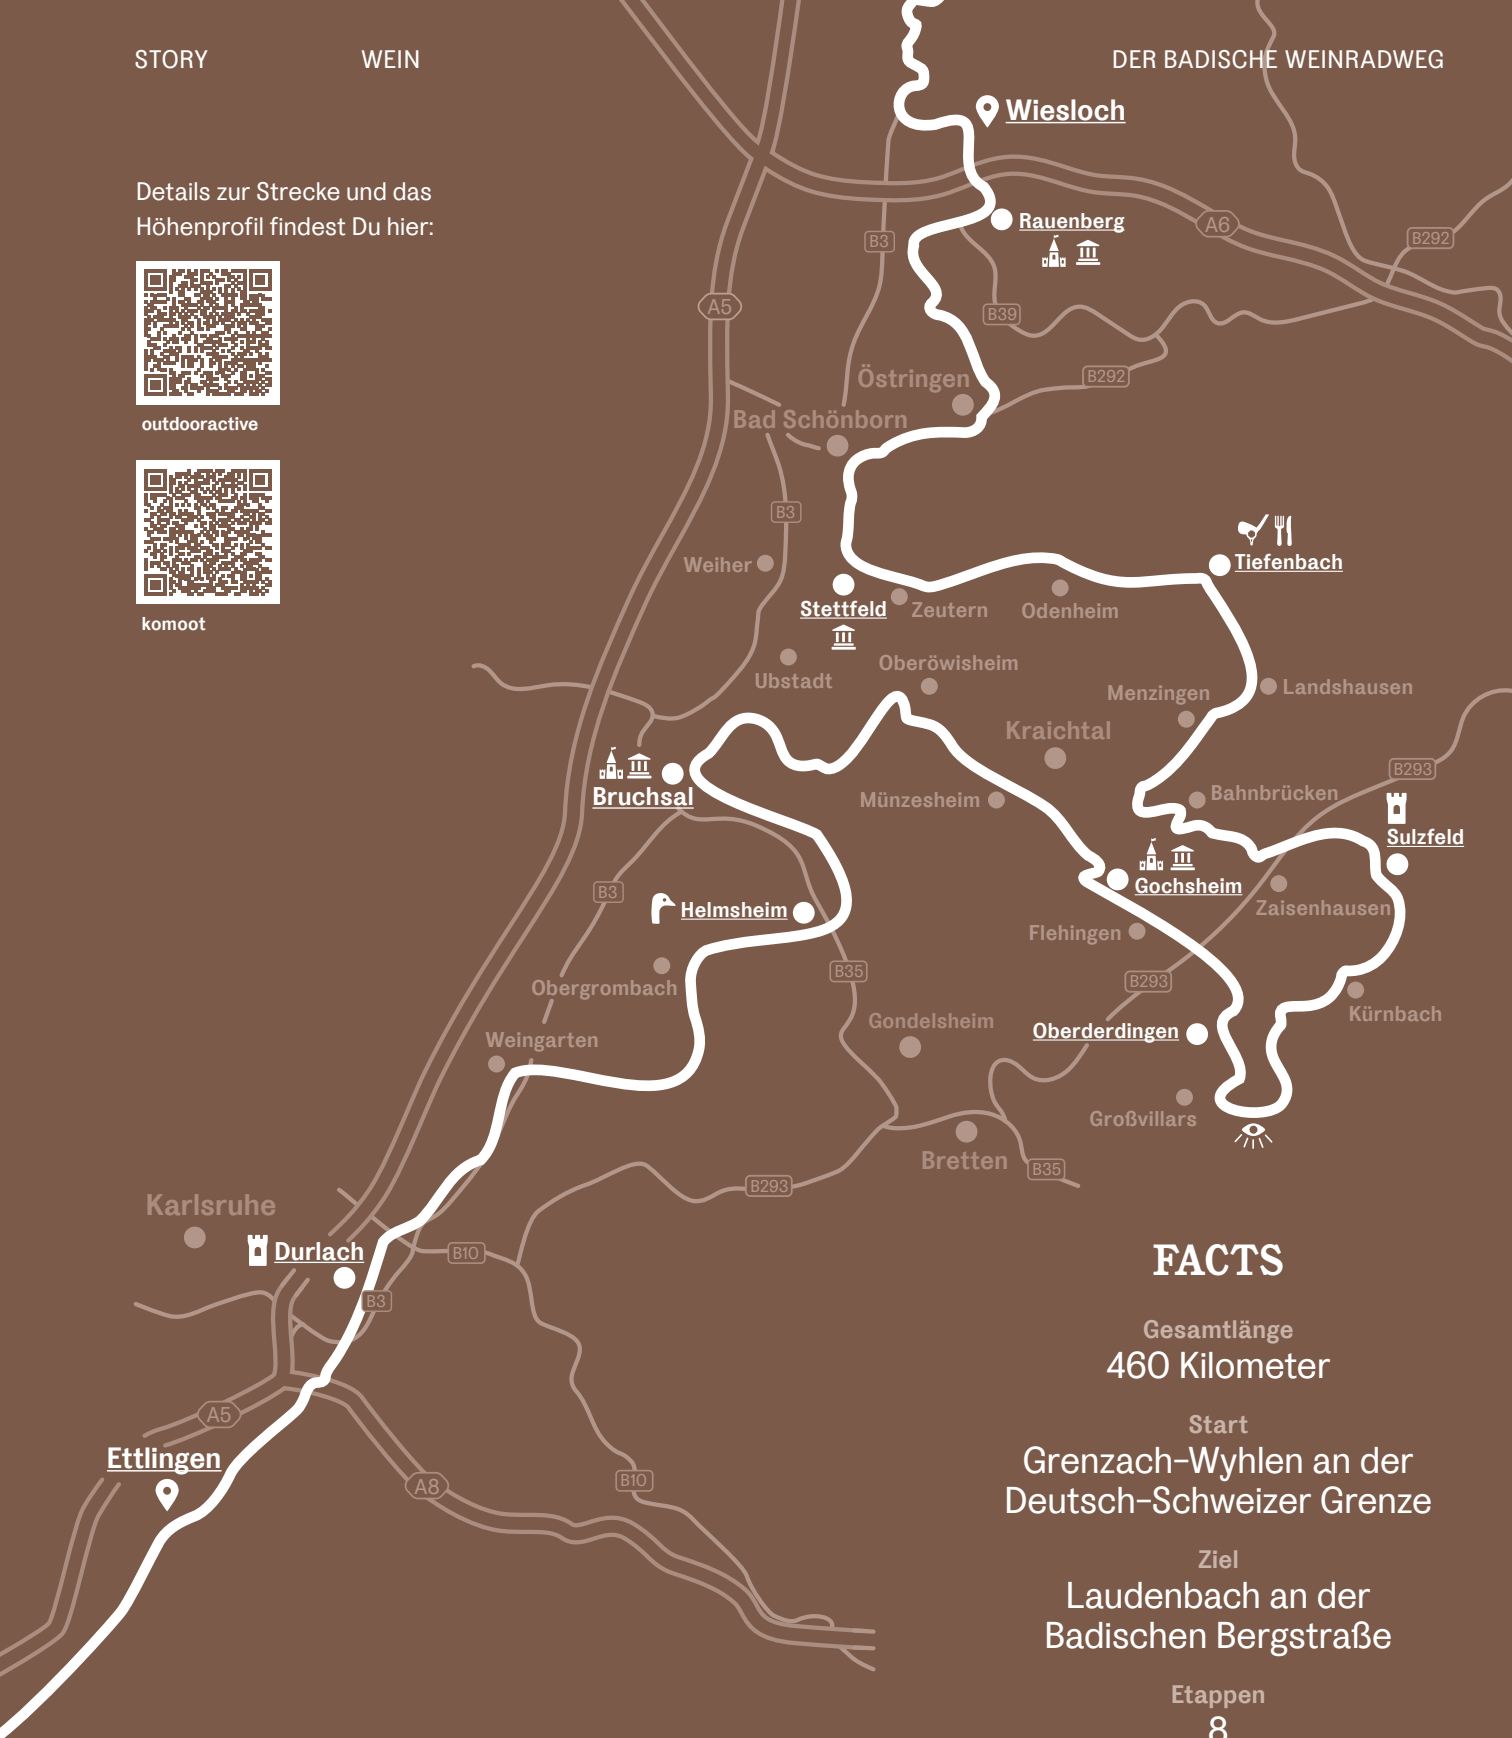 STORY
WEIN
DER BADISCHE WEINRADWEG
Details zur Strecke und das
Höhenprofil findest Du hier:
outdooractive
komoot
Wiesloch
Rauenberg
A6
B292
B3
A5
B39
Östringen
B292
Bad Schönborn
B3
Weiher
Tiefenbach
Stettfeld
Zeutern
Odenheim
Ubstadt
Oberöwisheim
Menzingen
Landshausen
Kraichtal
B293
Bruchsal
Münzesheim
Bahnbrücken
Sulzfeld
Gochsheim
B3
Helmsheim
Zaisenhausen
Flehingen
B35
B293
Obergrombach
Kürnbach
Gondelsheim
Oberderdingen
Weingarten
Großvillars
Bretten
B35
B293
Karlsruhe
Durlach
B10
B3
A5
Ettlingen
A8
B10
FACTS
Gesamtlänge
460 Kilometer
Start
Grenzach-Wyhlen an der
Deutsch-Schweizer Grenze
Ziel
Laudenbach an der
Badischen Bergstraße
Etappen
8